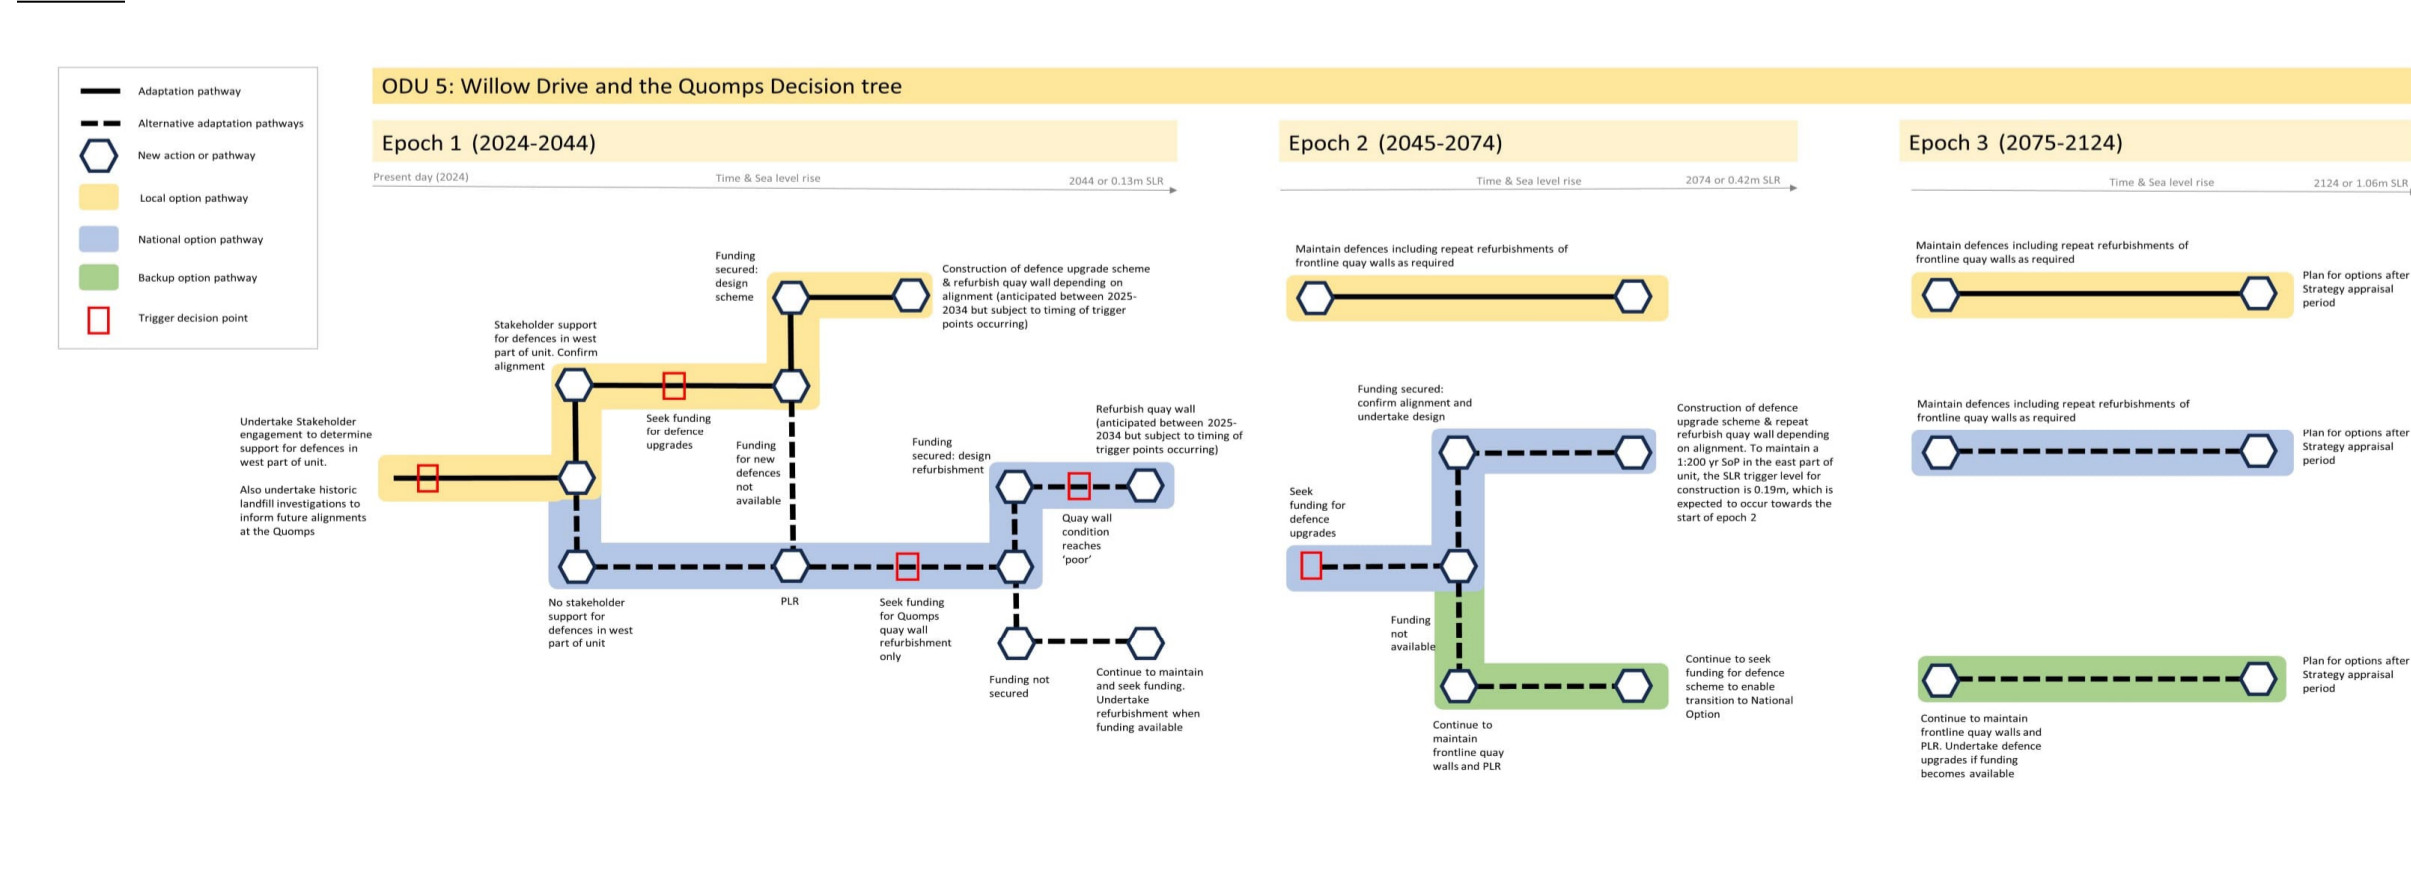 Adaptation pathway
Alternative adaptation pathways
New action or pathway
Local option pathway
National option pathway
Backup option pathway
Trigger decision point
ODU 5: Willow Drive and the Quomps Decision tree
Epoch 1 (2024-2044)
Present day (2024)
Time & Sea level rise
2044 or 0.13m SLR
Undertake Stakeholder
engagement to determine
support for defences in
west part of unit.
Also undertake historic
landfill investigations to
inform future alignments
at the Quomps
Stakeholder support
for defences in west
part of unit. Confirm
alignment
Seek funding
for defence
upgrades
Funding
secured:
design
scheme
Construction of defence upgrade scheme
& refurbish quay wall depending on
alignment (anticipated between 2025-
2034 but subject to timing of trigger
points occurring)
Funding
for new
defences
not
available
No stakeholder
support for
defences in west
part of unit
PLR
Seek funding
for Quomps
quay wall
refurbishment
only
Funding
secured: design
refurbishment
Refurbish quay wall
(anticipated between 2025-
2034 but subject to timing of
trigger points occurring)
Quay wall
condition
reaches
‘poor’
Funding not
secured
Continue to maintain
and seek funding.
Undertake
refurbishment when
funding available
Epoch 2 (2045-2074)
Time & Sea level rise
2074 or 0.42m SLR
Maintain defences including repeat refurbishments of
frontline quay walls as required
Funding secured:
confirm alignment and
undertake design
Seek
funding for
defence
upgrades
Construction of defence
upgrade scheme & repeat
refurbish quay wall depending
on alignment. To maintain a
1:200 yr SoP in the east part of
unit, the SLR trigger level for
construction is 0.19m, which is
expected to occur towards the
start of epoch 2
Funding
not
available
Continue to
maintain
frontline quay
walls and PLR
Continue to seek
funding for defence
scheme to enable
transition to National
Option
Epoch 3 (2075-2124)
Time & Sea level rise
2124 or 1.06m SLR
Maintain defences including repeat refurbishments of
frontline quay walls as required
Plan for options after
Strategy appraisal
period
Maintain defences including repeat refurbishments of
frontline quay walls as required
Plan for options after
Strategy appraisal
period
Plan for options after
Strategy appraisal
period
Continue to maintain
frontline quay walls and
PLR. Undertake defence
upgrades if funding
becomes available